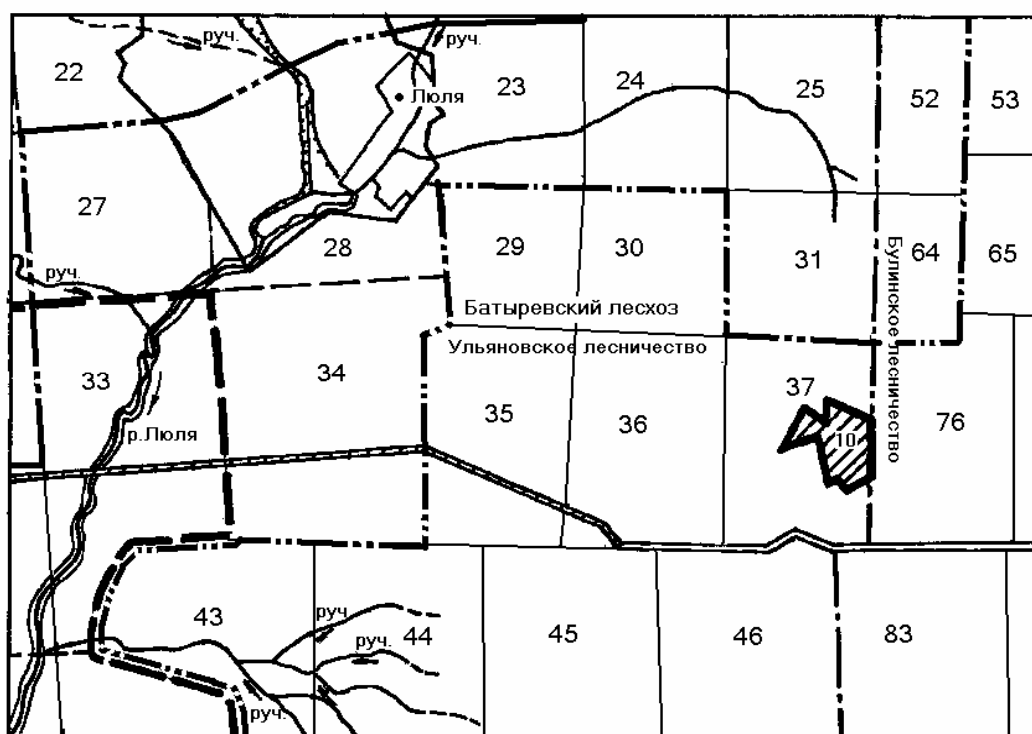 руч.
руч.
22
23
24
25
52
53
Люля
27
28
29
30
31
64
65
руч.
Батыревский лесхоз
Ульяновское лесничество
Булинское лесничество
33
34
35
36
37
76
10
р.Люля
43
руч.
44
руч.
45
46
83
руч.